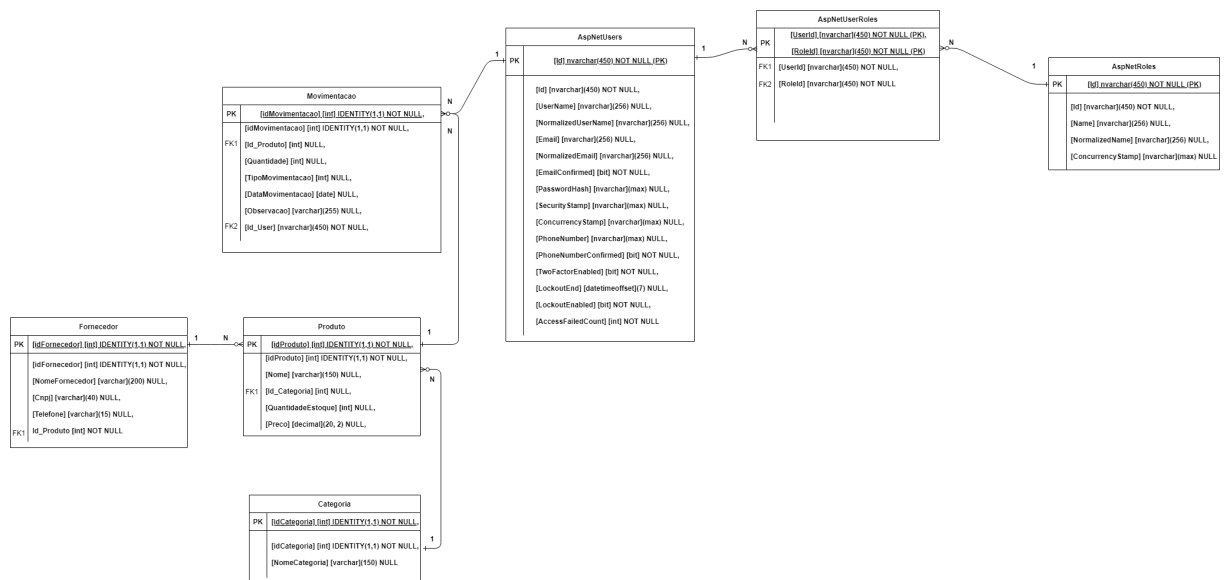 AspNetUserRoles
PK
[UserId] [nvarchar](450) NOT NULL (PK),
[RoleId] [nvarchar](450) NOT NULL (PK)
FK1 [UserId] [nvarchar](450) NOT NULL,
FK2 [RoleId] [nvarchar](450) NOT NULL
AspNetUsers
PK [Id] nvarchar(450) NOT NULL (PK)
[Id] [nvarchar](450) NOT NULL,
[UserName] [nvarchar](256) NULL,
[NormalizedUserName] [nvarchar](256) NULL,
[Email] [nvarchar](256) NULL,
[NormalizedEmail] [nvarchar](256) NULL,
[EmailConfirmed] [bit] NOT NULL,
[PasswordHash] [nvarchar](max) NULL,
[SecurityStamp] [nvarchar](max) NULL,
[ConcurrencyStamp] [nvarchar](max) NULL,
[PhoneNumber] [nvarchar](max) NULL,
[PhoneNumberConfirmed] [bit] NOT NULL,
[TwoFactorEnabled] [bit] NOT NULL,
[LockoutEnd] [datetimeoffset](7) NULL,
[LockoutEnabled] [bit] NOT NULL,
[AccessFailedCount] [int] NOT NULL
1
N
N
1
AspNetRoles
PK [Id] nvarchar(450) NOT NULL (PK)
[Id] [nvarchar](450) NOT NULL,
[Name] [nvarchar](256) NULL,
[NormalizedName] [nvarchar](256) NULL,
[ConcurrencyStamp] [nvarchar](max) NULL
1
N
N
Movimentacao
PK [idMovimentacao] [int] IDENTITY(1,1) NOT NULL,
[idMovimentacao] [int] IDENTITY(1,1) NOT NULL,
FK1 [Id_Produto] [int] NULL,
[Quantidade] [int] NULL,
[TipoMovimentacao] [int] NULL,
[DataMovimentacao] [date] NULL,
[Observacao] [varchar](255) NULL,
FK2 [Id_User] [nvarchar](450) NOT NULL,
Fornecedor
PK [idFornecedor] [int] IDENTITY(1,1) NOT NULL,
[idFornecedor] [int] IDENTITY(1,1) NOT NULL,
[NomeFornecedor] [varchar](200) NULL,
[Cnpj] [varchar](40) NULL,
[Telefone] [varchar](15) NULL,
FK1 Id_Produto [int] NOT NULL
1
N
Produto
PK [idProduto] [int] IDENTITY(1,1) NOT NULL,
[idProduto] [int] IDENTITY(1,1) NOT NULL,
[Nome] [varchar](150) NULL,
FK1 [Id_Categoria] [int] NULL,
[QuantidadeEstoque] [int] NULL,
[Preco] [decimal](20, 2) NULL,
1
N
Categoria
PK [idCategoria] [int] IDENTITY(1,1) NOT NULL,
[idCategoria] [int] IDENTITY(1,1) NOT NULL,
[NomeCategoria] [varchar](150) NULL
1